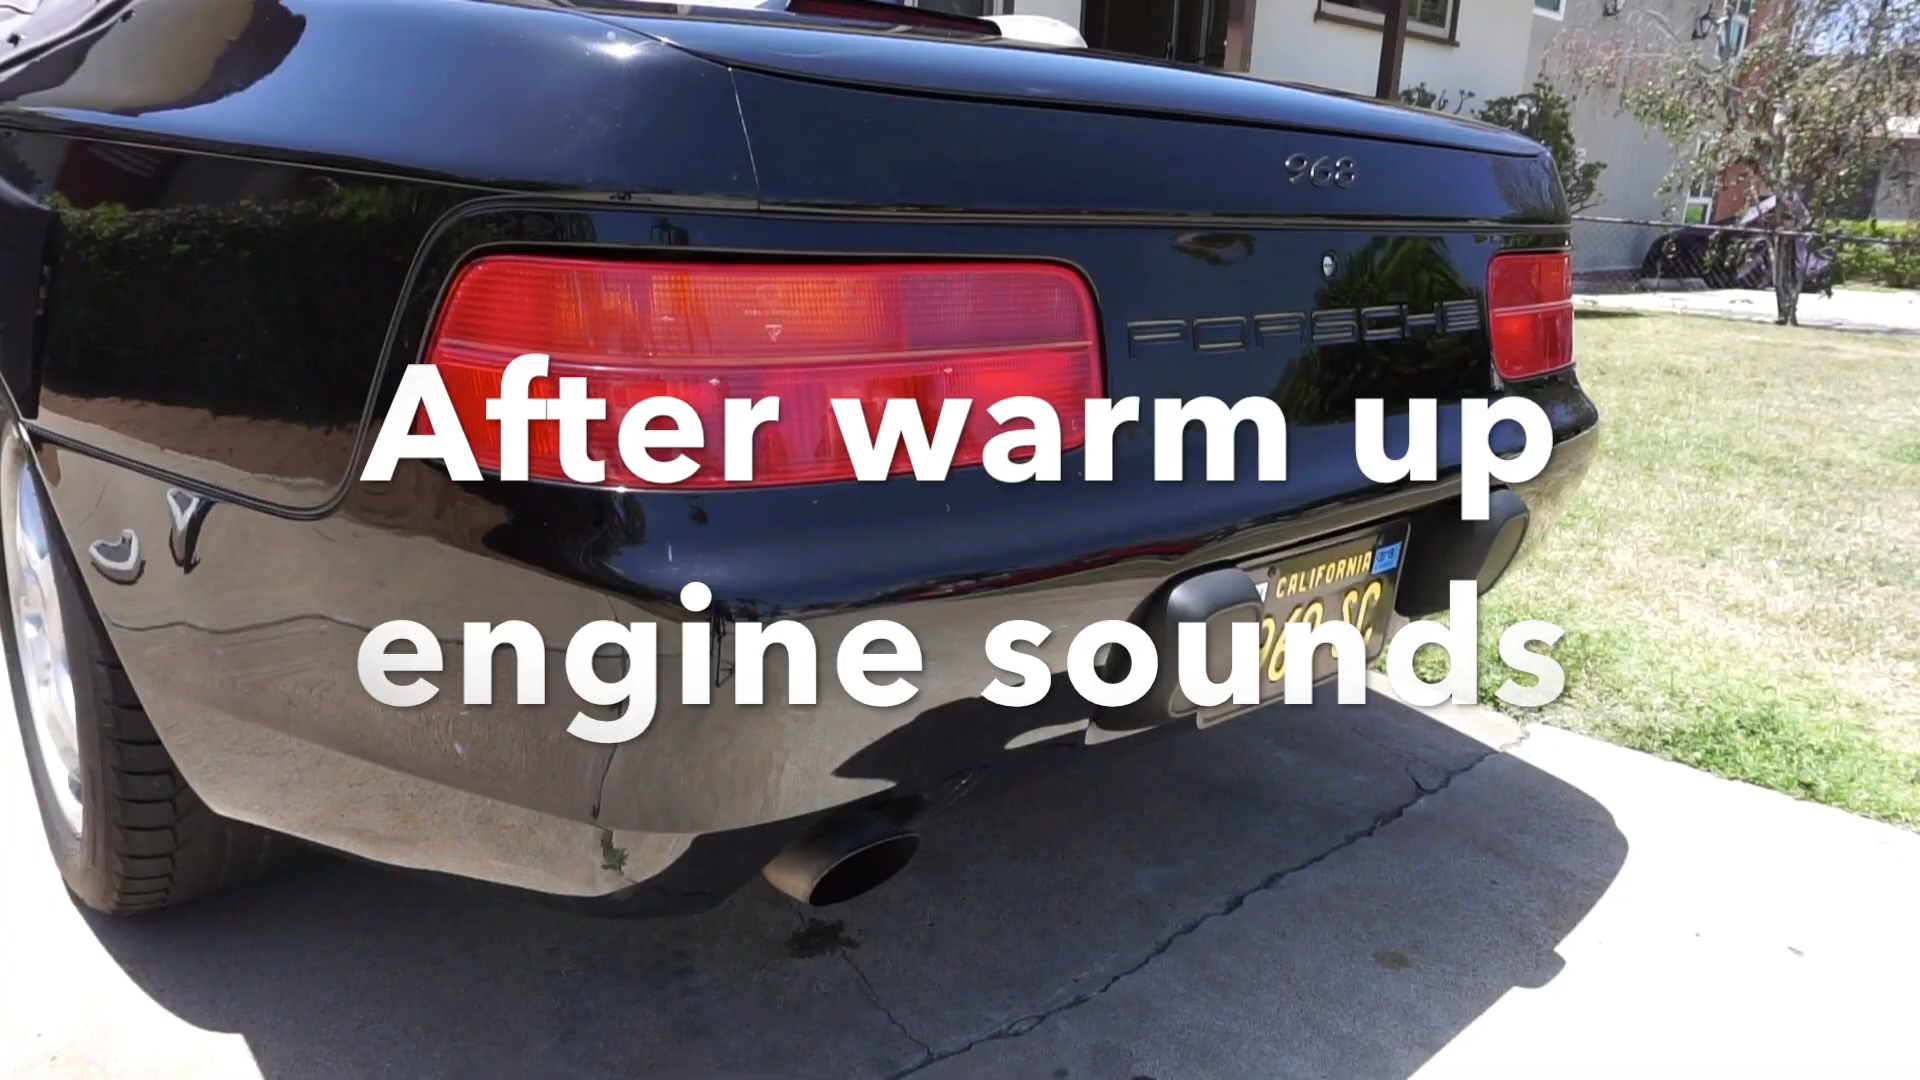 968
PORSCHE
After warm up
CALIFORNIA
engine sounds